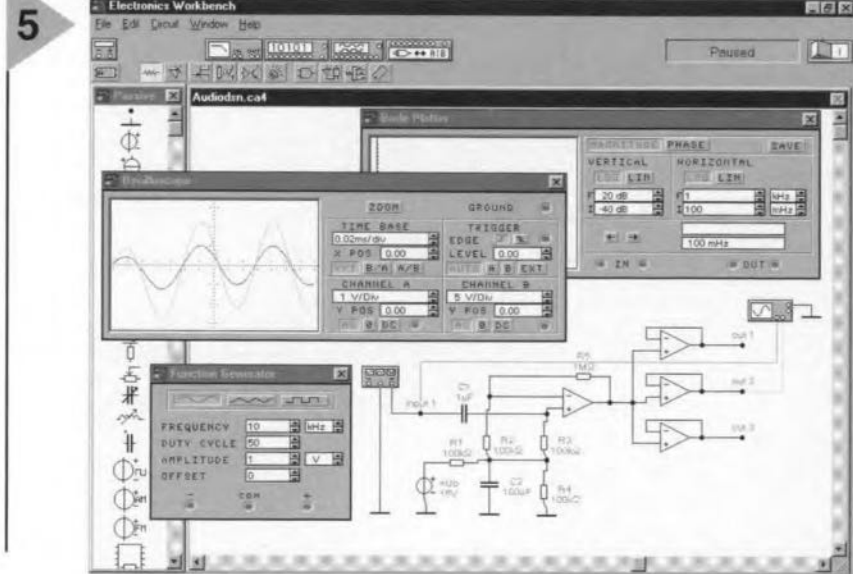 5
Electronics Workbench
File Edit Circuit Window Help
10101
A|B
Paused
Passive
Audiodsn.ca4
Bode Plotter
MAGNITUDE PHASE SAVE
VERTICAL HORIZONTAL
LOG LIN LOG LIN
F 20 dB F 1 kHz
I -40 dB I 100 mHz
100 mHz
IN OUT
Oscilloscope
ZOOM GROUND
TIME BASE TRIGGER
0.02ms/div EDGE
X POS 0.00 LEVEL 0.00
Y/T B/A A/B AUTO A B EXT
CHANNEL A CHANNEL B
1 V/Div 5 V/Div
Y POS 0.00 Y POS 0.00
AC 0 DC AC 0 DC
Function Generator
FREQUENCY 10 kHz
DUTY CYCLE 50
AMPLITUDE 1 V
OFFSET 0
- COM +
AM
FM
input 1
C1
1uF
R5
1MΩ
R1
100kΩ
R2
100kΩ
R3
100kΩ
R4
100kΩ
C2
100uF
+Ub
15V
out 1
out 2
out 3